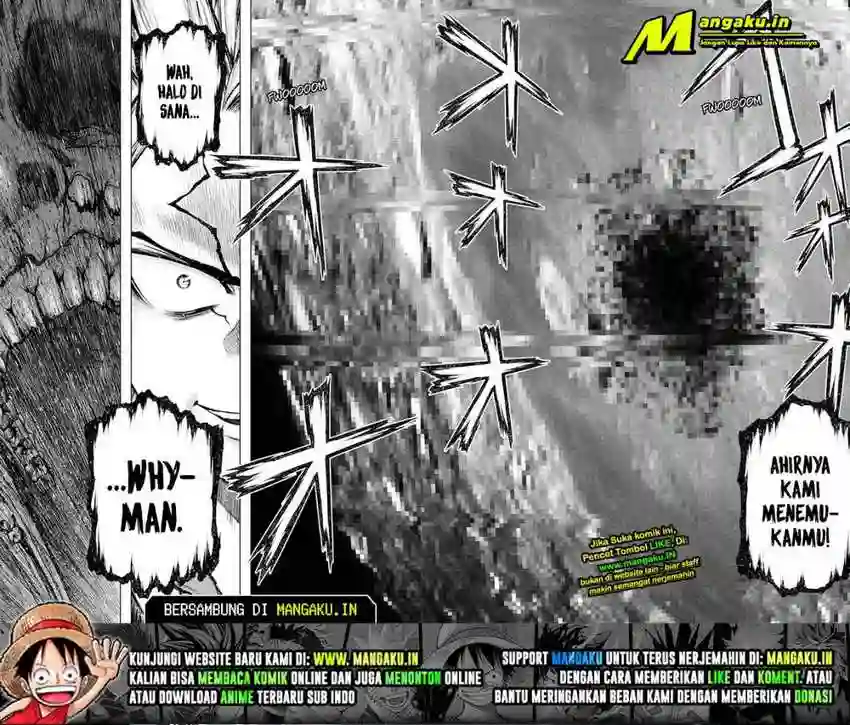 Mangaku.in
Jangan Lupa Like dan Komennya
WAH,
HALO DI
SANA...
FWOOOOOM
FWOOOOOM
...WHY-
MAN.
AHIRNYA
KAMI
MENEMU-
KANMU!
Jika Suka komik ini,
Pencet Tombol LIKE, Di:
www.mangaku.IN
bukan di website lain - biar staff
makin semangat nerjemahin
BERSAMBUNG DI MANGAKU.IN
KUNJUNGI WEBSITE BARU KAMI DI: WWW. MANGAKU.IN
KALIAN BISA MEMBACA KOMIK ONLINE DAN JUGA MENONTON ONLINE
ATAU DOWNLOAD ANIME TERBARU SUB INDO
SUPPORT MANGAKU UNTUK TERUS NERJEMAHIN DI: MANGAKU.IN
DENGAN CARA MEMBERIKAN LIKE DAN KOMENT. ATAU
BANTU MERINGANKAN BEBAN KAMI DENGAN MEMBERIKAN DONASI